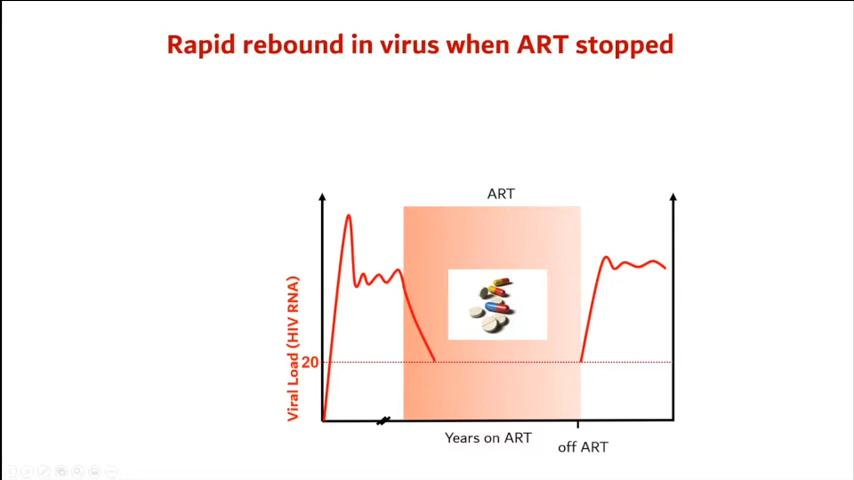 Rapid rebound in virus when ART stopped
ART
Viral Load (HIV RNA)
20
Years on ART
off ART